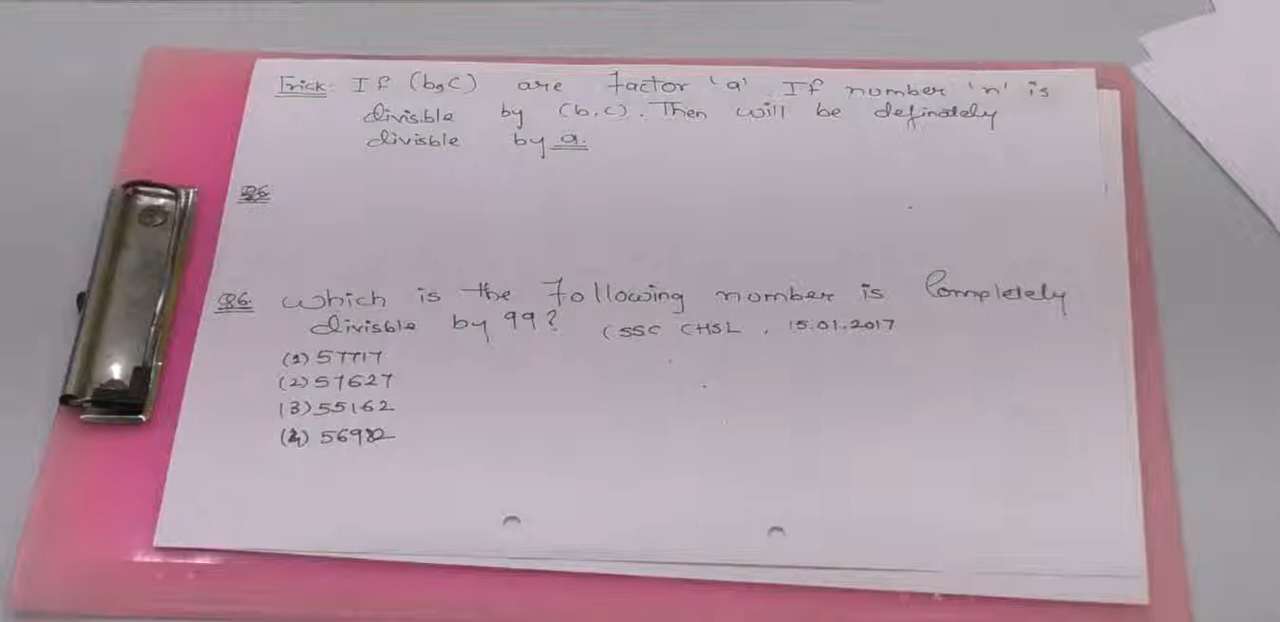 Trick: If (b,c) are factor 'a' If number 'n' is
divisble by (b,c). Then will be definately
divisble by a.
Q6
Q6. which is the following number is Completely
divisble by 99? (SSC CHSL, 15.01.2017
(1) 57717
(2) 57627
(3) 55162
(4) 56982